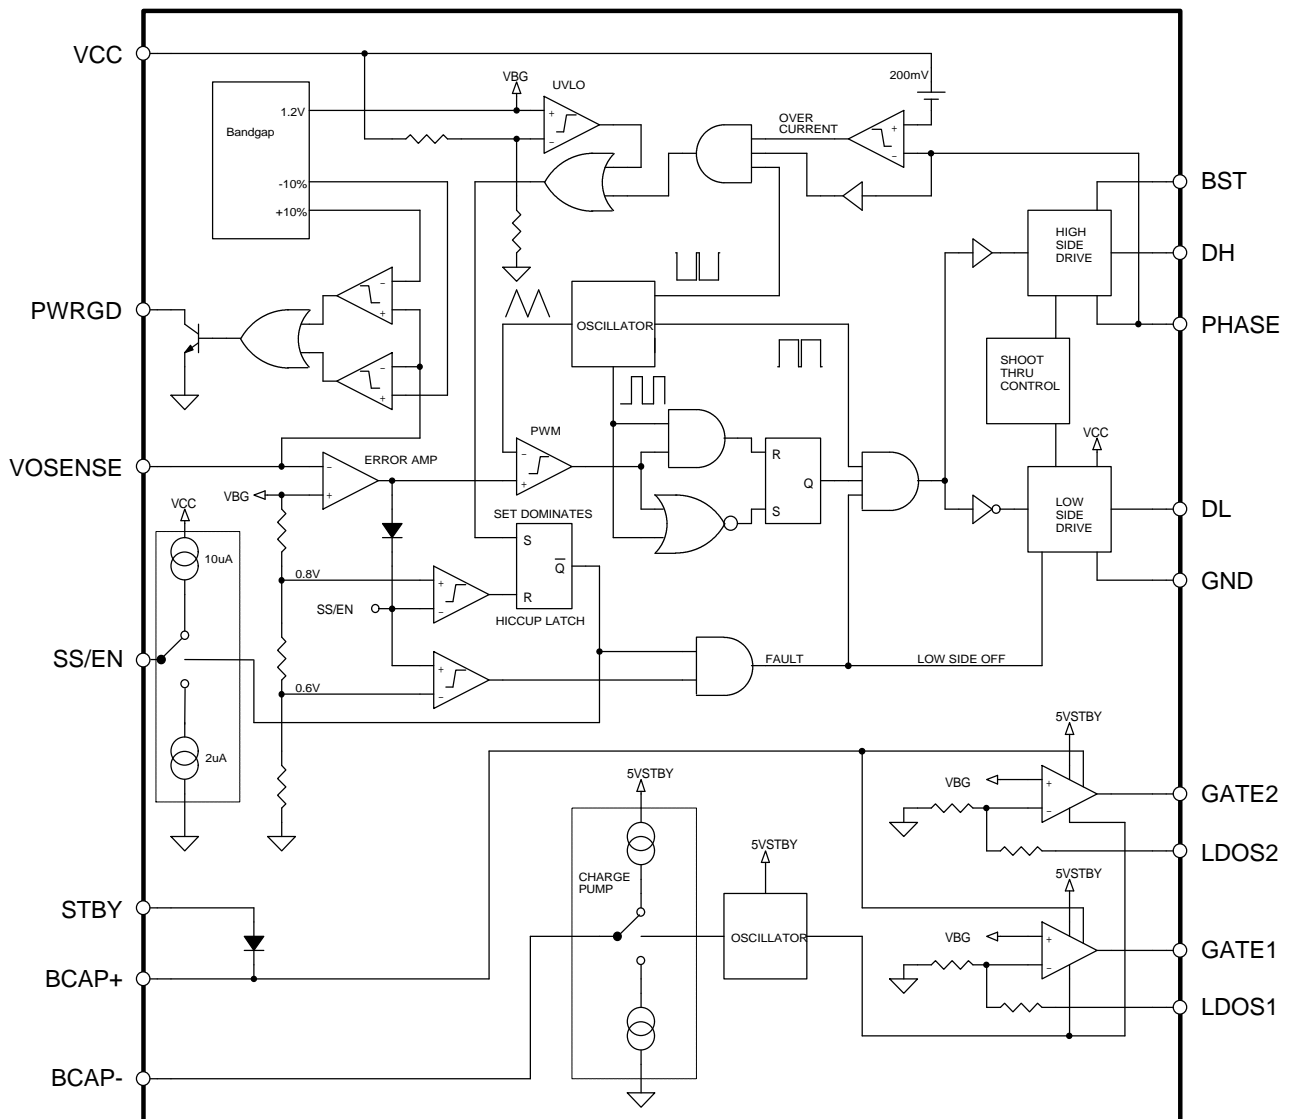 VCC
200mV
VBG
UVLO
1.2V
+
−
OVER
CURRENT
+
−
Bandgap
-10%
+10%
BST
HIGH
SIDE
DRIVE
DH
−
+
PWRGD
OSCILLATOR
PHASE
SHOOT
THRU
CONTROL
−
+
PWM
VCC
−
+
R
Q
S
VOSENSE
−
+
ERROR AMP
VBG
LOW
SIDE
DRIVE
DL
VCC
SET DOMINATES
S
Q
R
10uA
0.8V
+
−
GND
SS/EN
HICCUP LATCH
SS/EN
+
−
FAULT
LOW SIDE OFF
0.6V
5VSTBY
2uA
5VSTBY
VBG
+
−
GATE2
5VSTBY
LDOS2
CHARGE
PUMP
5VSTBY
STBY
OSCILLATOR
VBG
+
−
GATE1
BCAP+
LDOS1
BCAP-